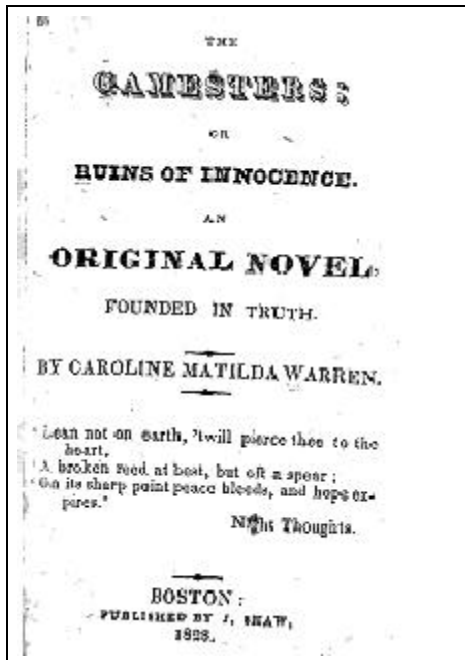 THE
GAMESTERS;
OR
RUINS OF INNOCENCE.
AN
ORIGINAL NOVEL,
FOUNDED IN TRUTH.
BY CAROLINE MATILDA WARREN.
'Lean not on earth, 'twill pierce thee to the
heart,
'A broken reed at best, but oft a spear;
'On its sharp point peace bleeds, and hope ex-
pires.'
Night Thoughts.
BOSTON:
PUBLISHED BY J. SHAW,
1828.